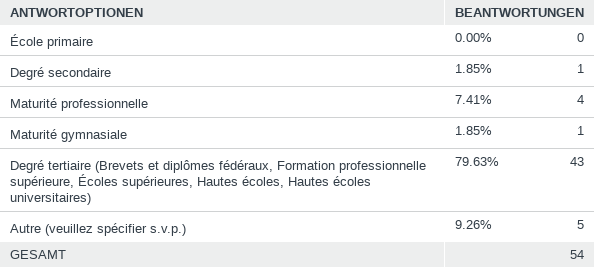 ANTWORTOPTIONEN BEANTWORTUNGEN
École primaire 0.00% 0
Degré secondaire 1.85% 1
Maturité professionnelle 7.41% 4
Maturité gymnasiale 1.85% 1
Degré tertiaire (Brevets et diplômes fédéraux, Formation professionnelle 79.63% 43
supérieure, Écoles supérieures, Hautes écoles, Hautes écoles
universitaires)
Autre (veuillez spécifier s.v.p.) 9.26% 5
GESAMT 54